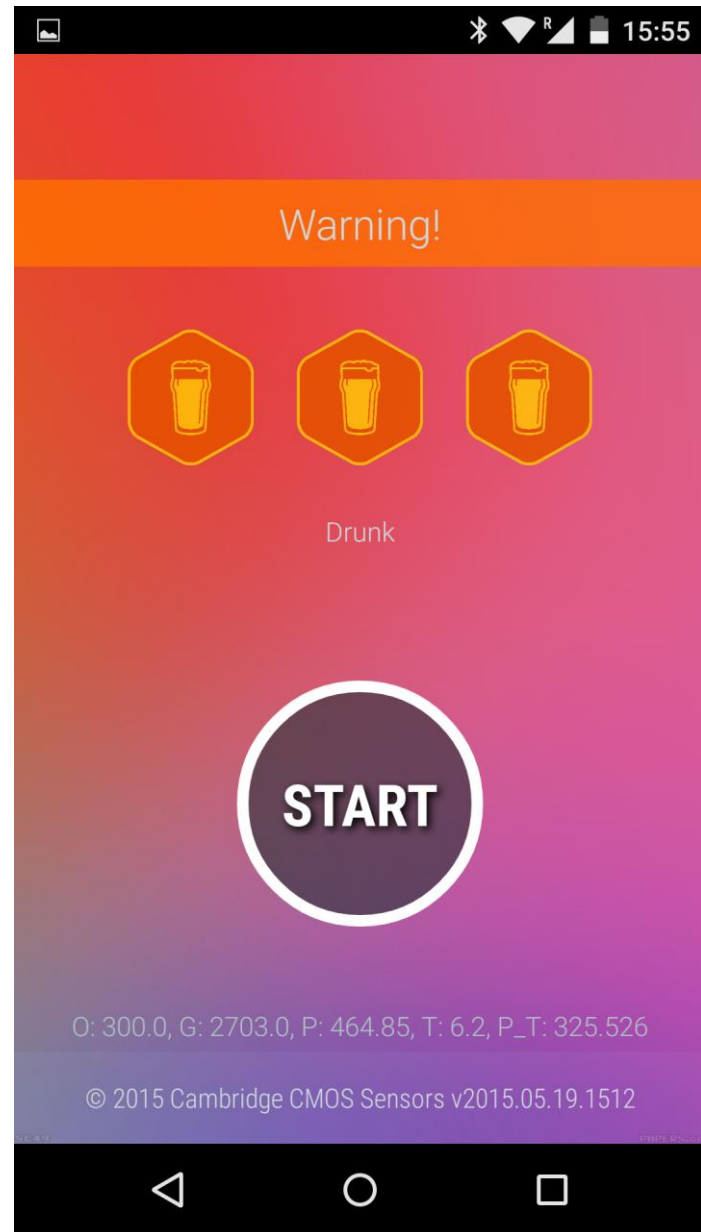 R 15:55
Warning!
Drunk
START
O: 300.0, G: 2703.0, P: 464.85, T: 6.2, P_T: 325.526
© 2015 Cambridge CMOS Sensors v2015.05.19.1512